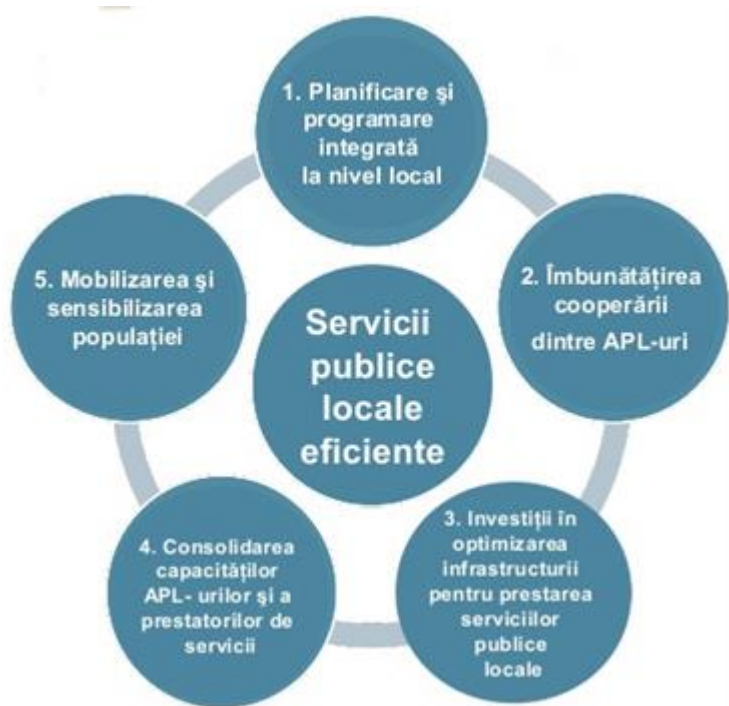 1. Planificare şi
programare
integrată
la nivel local
2. Îmbunătăţirea
cooperării
dintre APL-uri
3. Investiţii în
optimizarea
infrastructurii
pentru prestarea
serviciilor
publice
locale
4. Consolidarea
capacităţilor
APL- urilor şi a
prestatorilor de
servicii
5. Mobilizarea şi
sensibilizarea
populaţiei
Servicii
publice
locale
eficiente